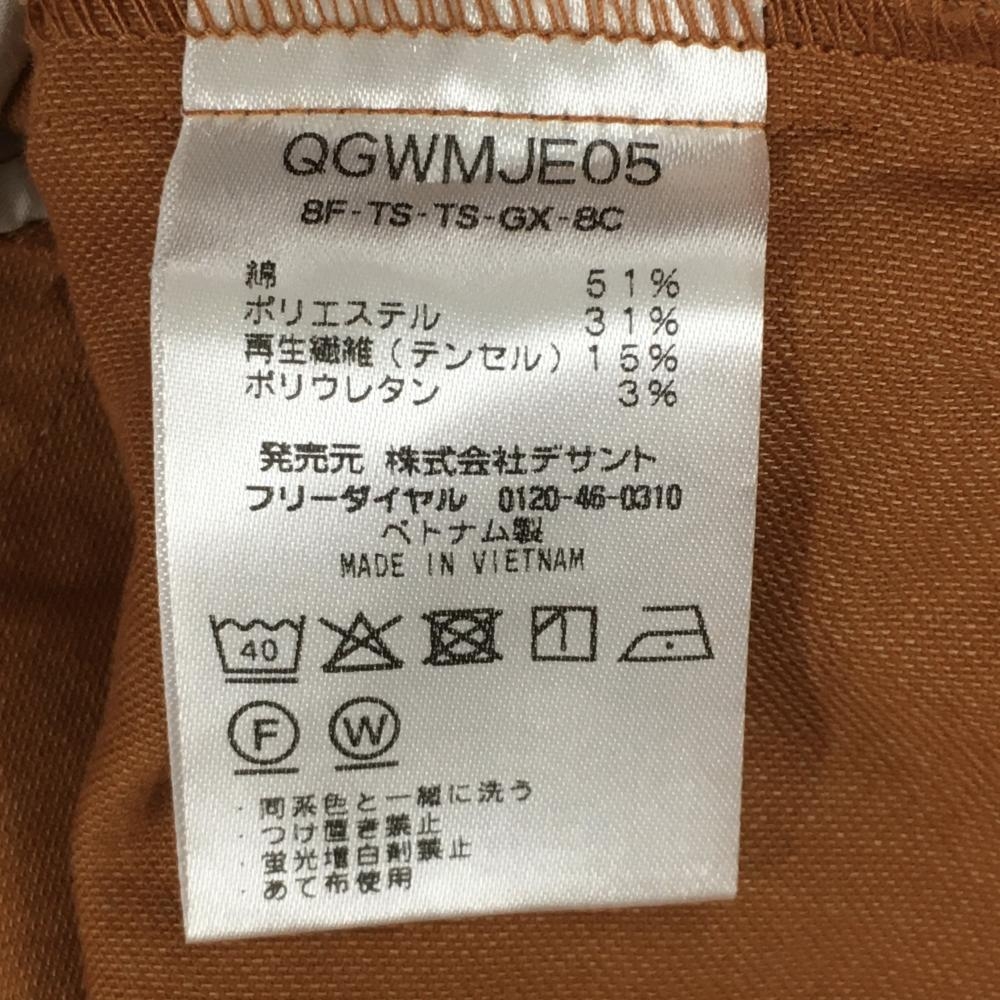 QGWMJE05
8F-TS-TS-GX-8C
綿 51%
ポリエステル 31%
再生繊維(テンセル) 15%
ポリウレタン 3%
発売元 株式会社デサント
フリーダイヤル 0120-46-0310
ベトナム製
MADE IN VIETNAM
40
F W
・同系色と一緒に洗う
・つけ置き禁止
・蛍光増白剤禁止
・あて布使用